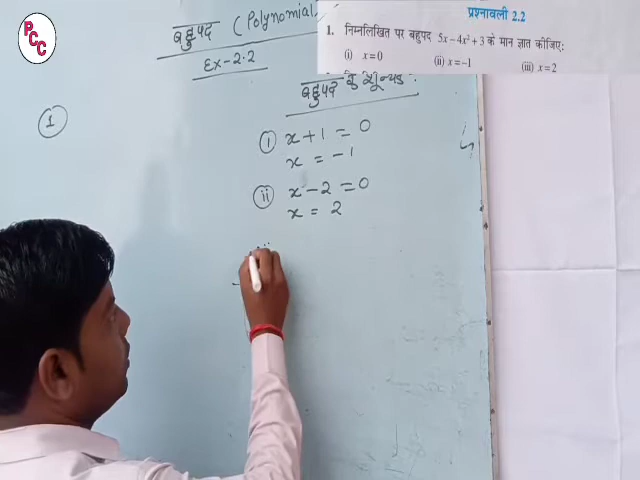 PCC
बहुपद (Polynomial
Ex-2.2
प्रश्नावली 2.2
1. निम्नलिखित पर बहुपद 5x – 4x² + 3 के मान ज्ञात कीजिए:
(i) x = 0 (ii) x = –1 (iii) x = 2
बहुपद के शून्यक :
①
ⓘ x + 1 = 0
x = -1
ⓘⓘ x - 2 = 0
x = 2